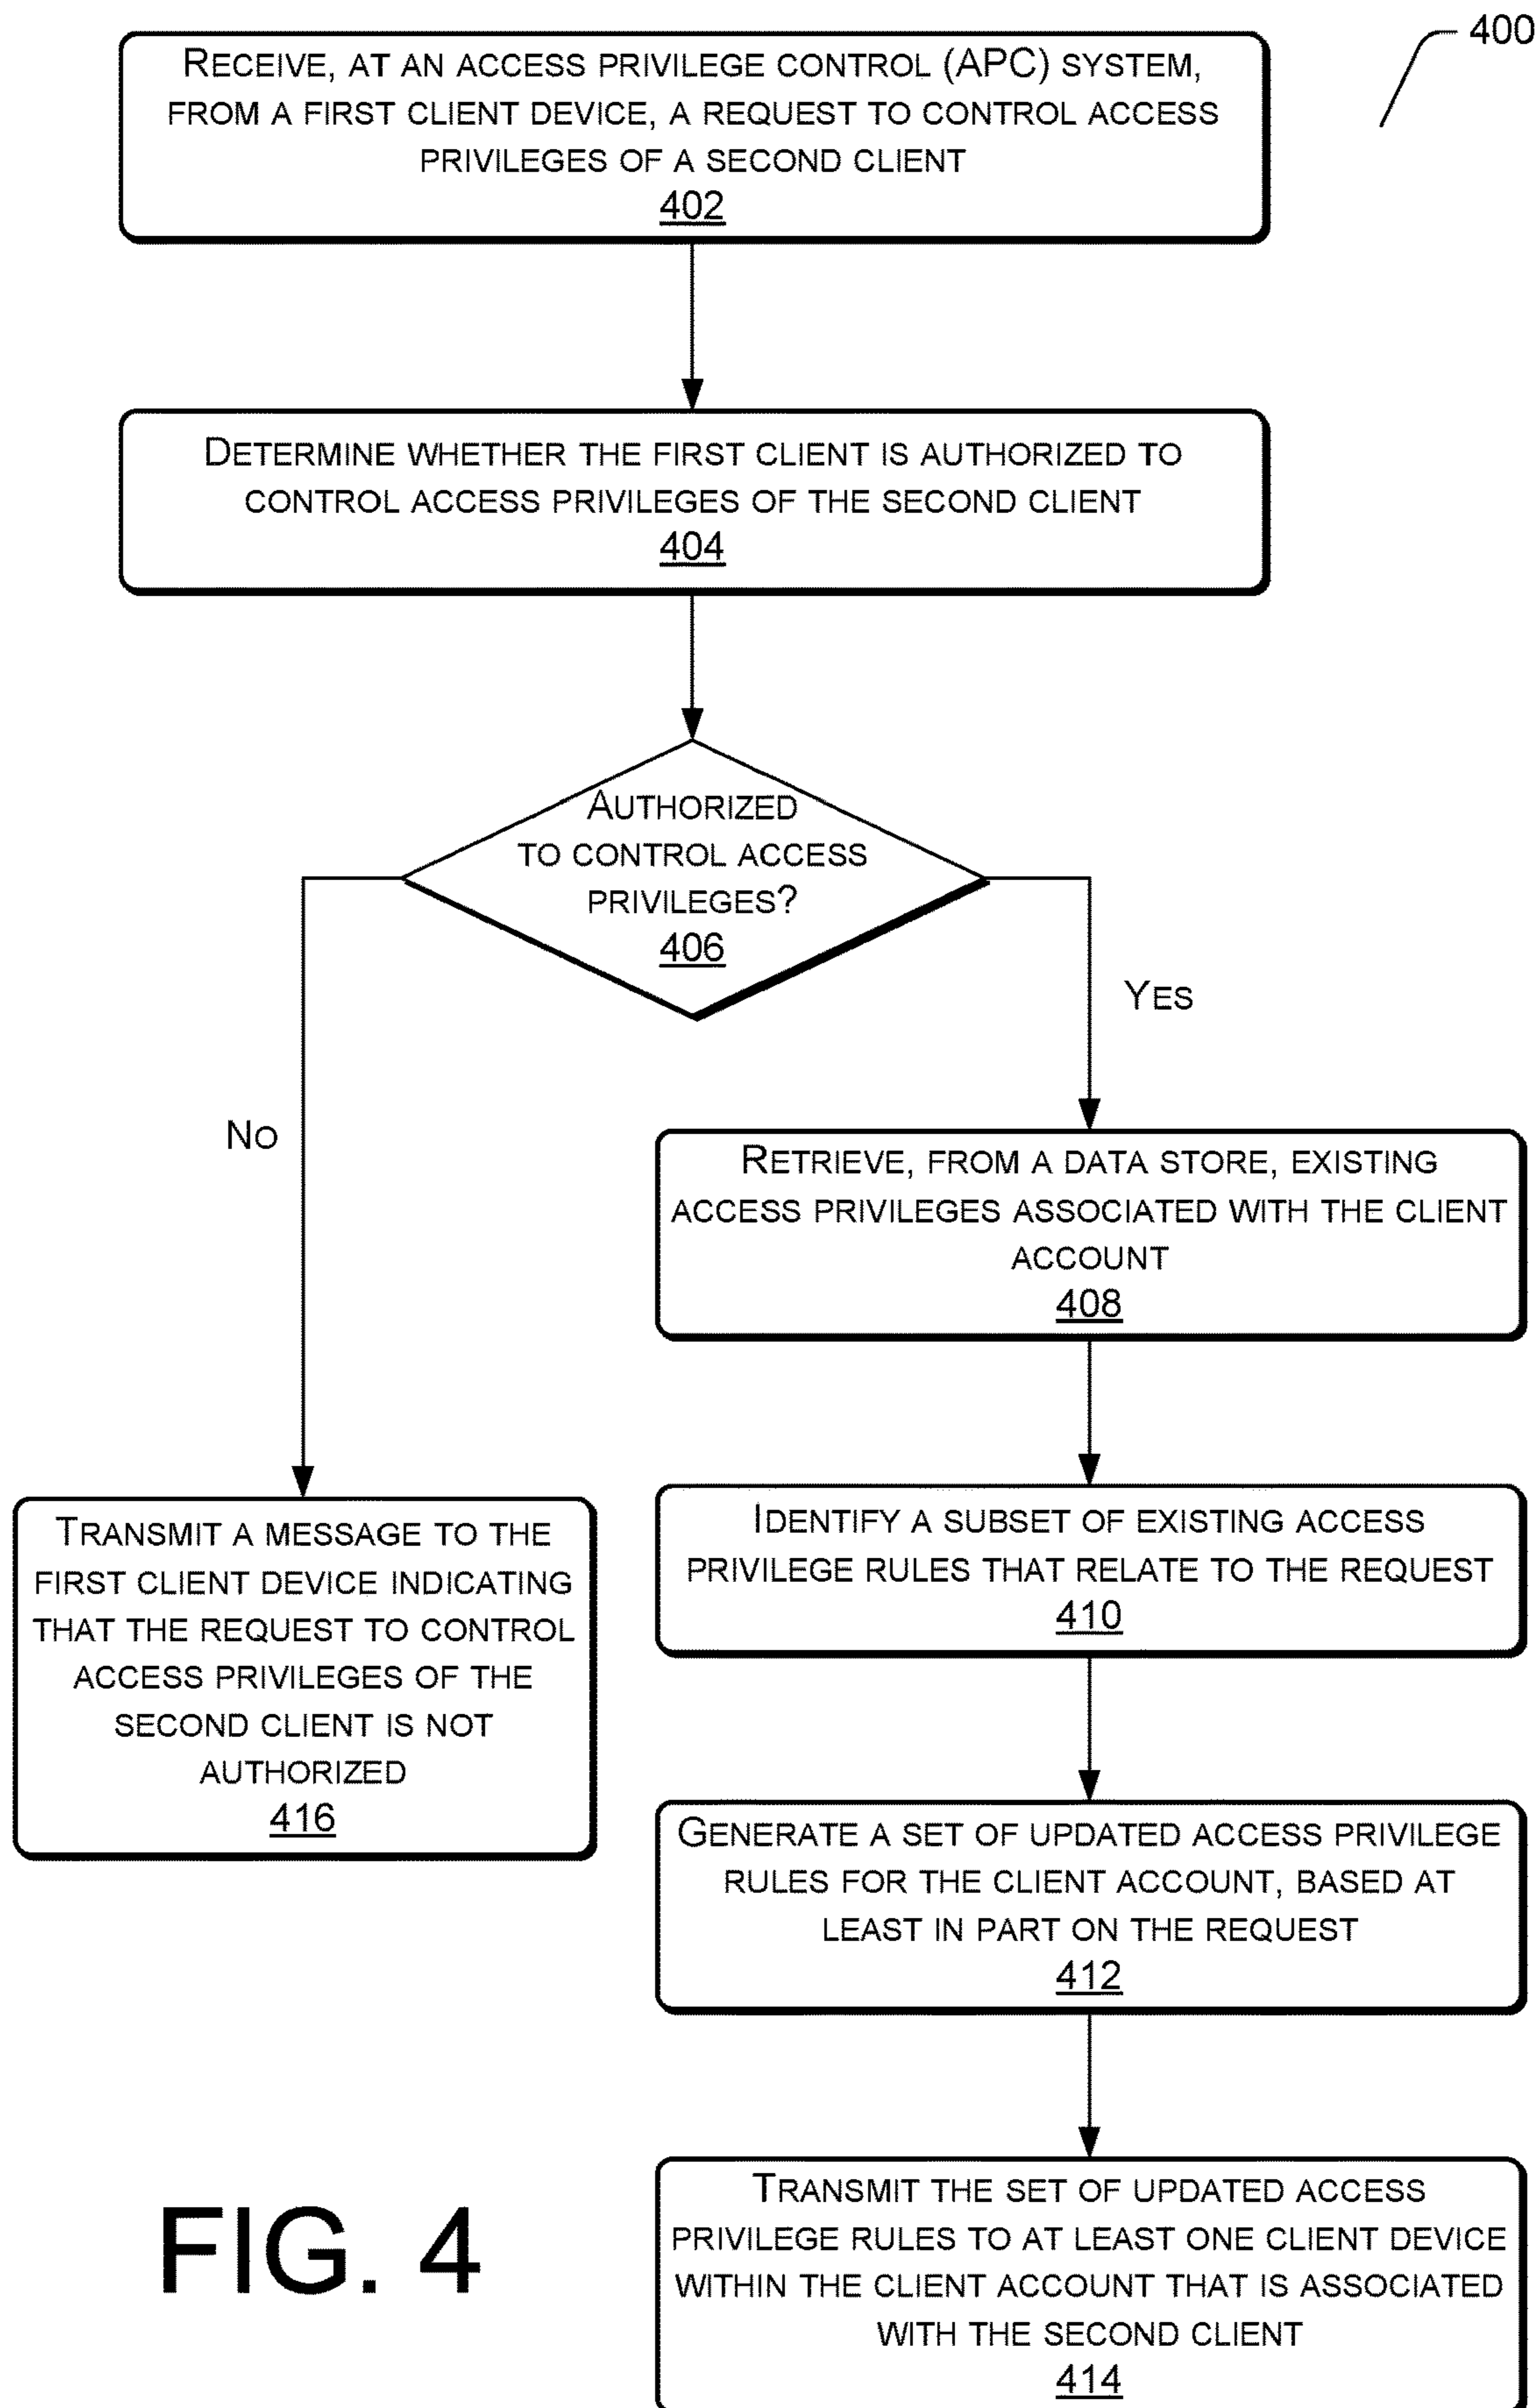 400
RECEIVE, AT AN ACCESS PRIVILEGE CONTROL (APC) SYSTEM,
FROM A FIRST CLIENT DEVICE, A REQUEST TO CONTROL ACCESS
PRIVILEGES OF A SECOND CLIENT
402
DETERMINE WHETHER THE FIRST CLIENT IS AUTHORIZED TO
CONTROL ACCESS PRIVILEGES OF THE SECOND CLIENT
404
AUTHORIZED
TO CONTROL ACCESS
PRIVILEGES?
406
YES
NO
RETRIEVE, FROM A DATA STORE, EXISTING
ACCESS PRIVILEGES ASSOCIATED WITH THE CLIENT
ACCOUNT
408
IDENTIFY A SUBSET OF EXISTING ACCESS
PRIVILEGE RULES THAT RELATE TO THE REQUEST
410
TRANSMIT A MESSAGE TO THE
FIRST CLIENT DEVICE INDICATING
THAT THE REQUEST TO CONTROL
ACCESS PRIVILEGES OF THE
SECOND CLIENT IS NOT
AUTHORIZED
416
GENERATE A SET OF UPDATED ACCESS PRIVILEGE
RULES FOR THE CLIENT ACCOUNT, BASED AT
LEAST IN PART ON THE REQUEST
412
TRANSMIT THE SET OF UPDATED ACCESS
PRIVILEGE RULES TO AT LEAST ONE CLIENT DEVICE
WITHIN THE CLIENT ACCOUNT THAT IS ASSOCIATED
WITH THE SECOND CLIENT
414
FIG. 4